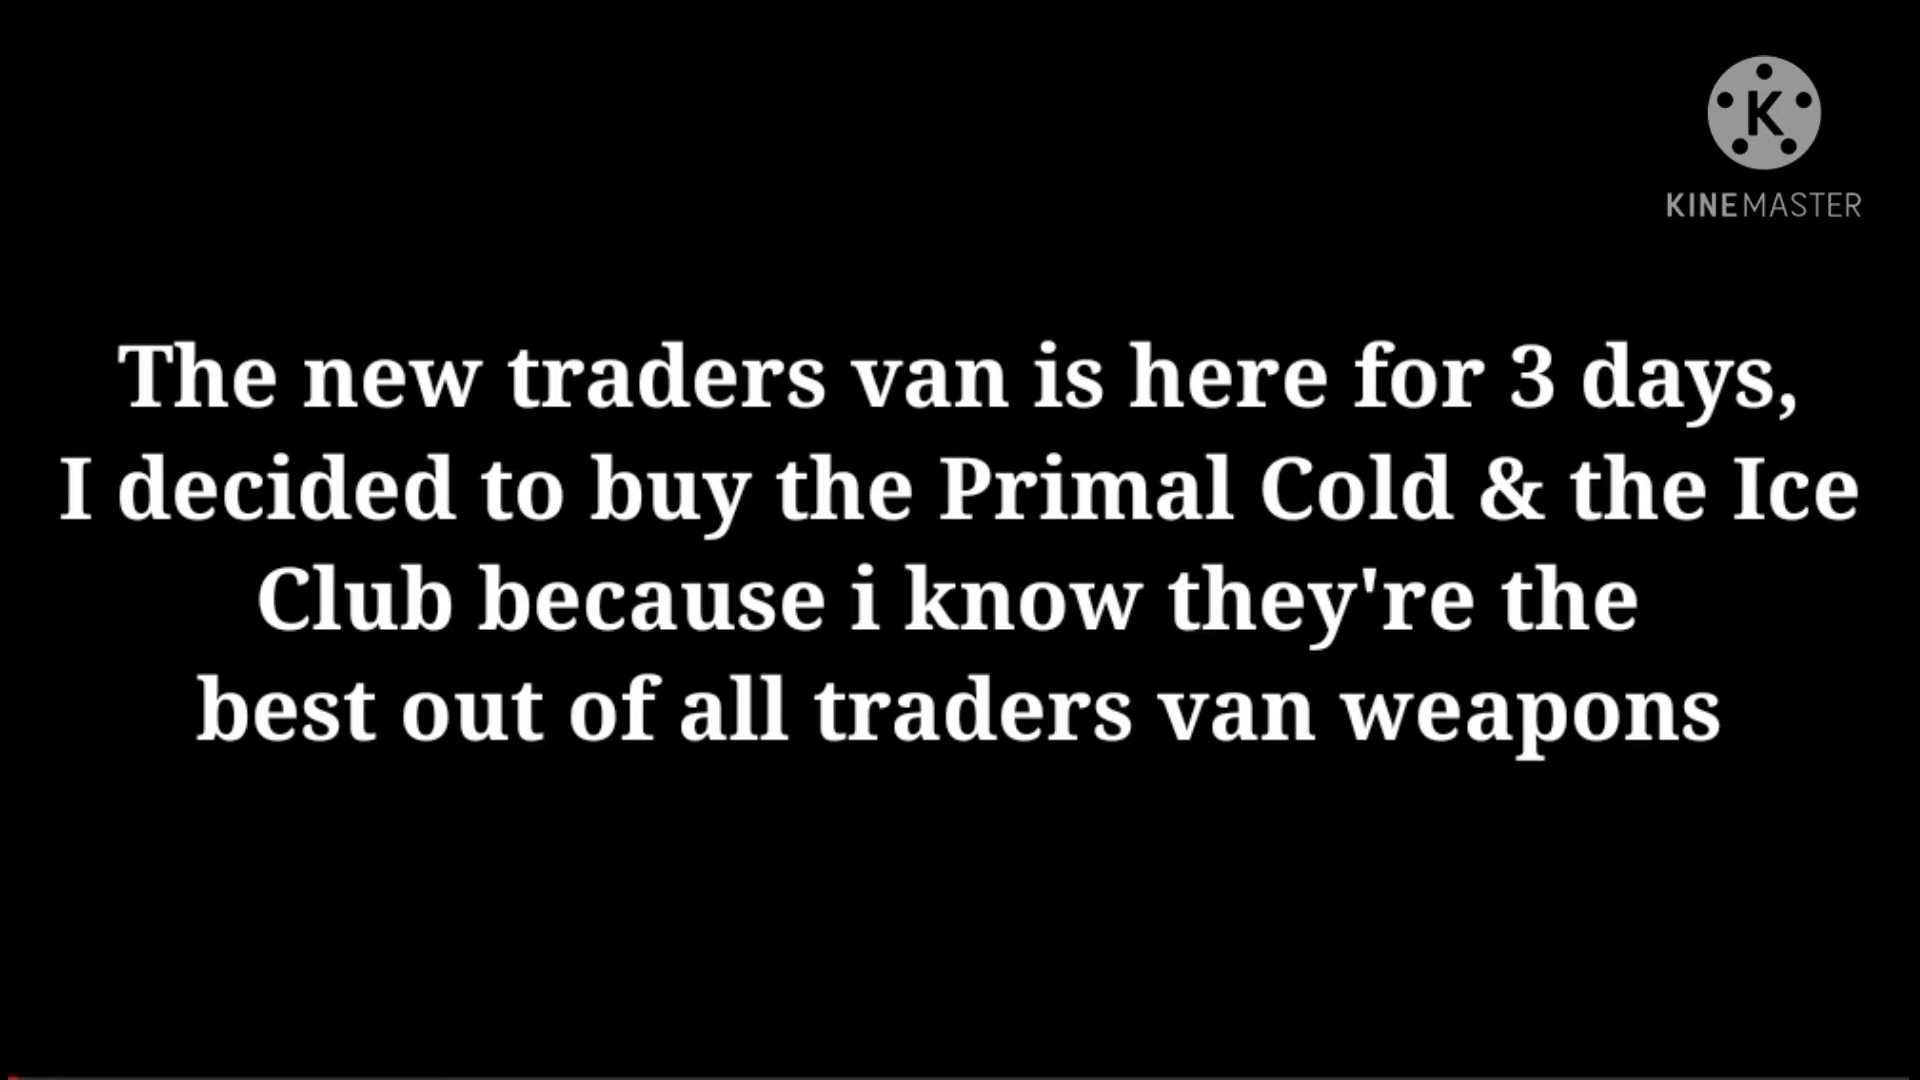 K
KINEMASTER
The new traders van is here for 3 days,
I decided to buy the Primal Cold & the Ice
Club because i know they're the
best out of all traders van weapons